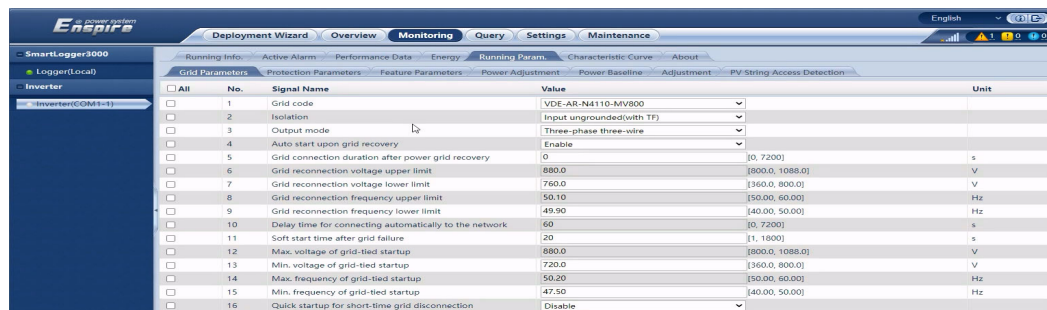 e power system
Enspire
English
Deployment Wizard Overview Monitoring Query Settings Maintenance
1 0 0
SmartLogger3000
Running Info. Active Alarm Performance Data Energy Running Param. Characteristic Curve About
Logger(Local)
Grid Parameters Protection Parameters Feature Parameters Power Adjustment Power Baseline Adjustment PV String Access Detection
Inverter
All No. Signal Name Value Unit
Inverter(COM1-1)
1 Grid code VDE-AR-N4110-MV800
2 Isolation Input ungrounded(with TF)
3 Output mode Three-phase three-wire
4 Auto start upon grid recovery Enable
5 Grid connection duration after power grid recovery 0 [0, 7200] s
6 Grid reconnection voltage upper limit 880.0 [800.0, 1088.0] V
7 Grid reconnection voltage lower limit 760.0 [360.0, 800.0] V
8 Grid reconnection frequency upper limit 50.10 [50.00, 60.00] Hz
9 Grid reconnection frequency lower limit 49.90 [40.00, 50.00] Hz
10 Delay time for connecting automatically to the network 60 [0, 7200] s
11 Soft start time after grid failure 20 [1, 1800] s
12 Max. voltage of grid-tied startup 880.0 [800.0, 1088.0] V
13 Min. voltage of grid-tied startup 720.0 [360.0, 800.0] V
14 Max. frequency of grid-tied startup 50.20 [50.00, 60.00] Hz
15 Min. frequency of grid-tied startup 47.50 [40.00, 50.00] Hz
16 Quick startup for short-time grid disconnection Disable